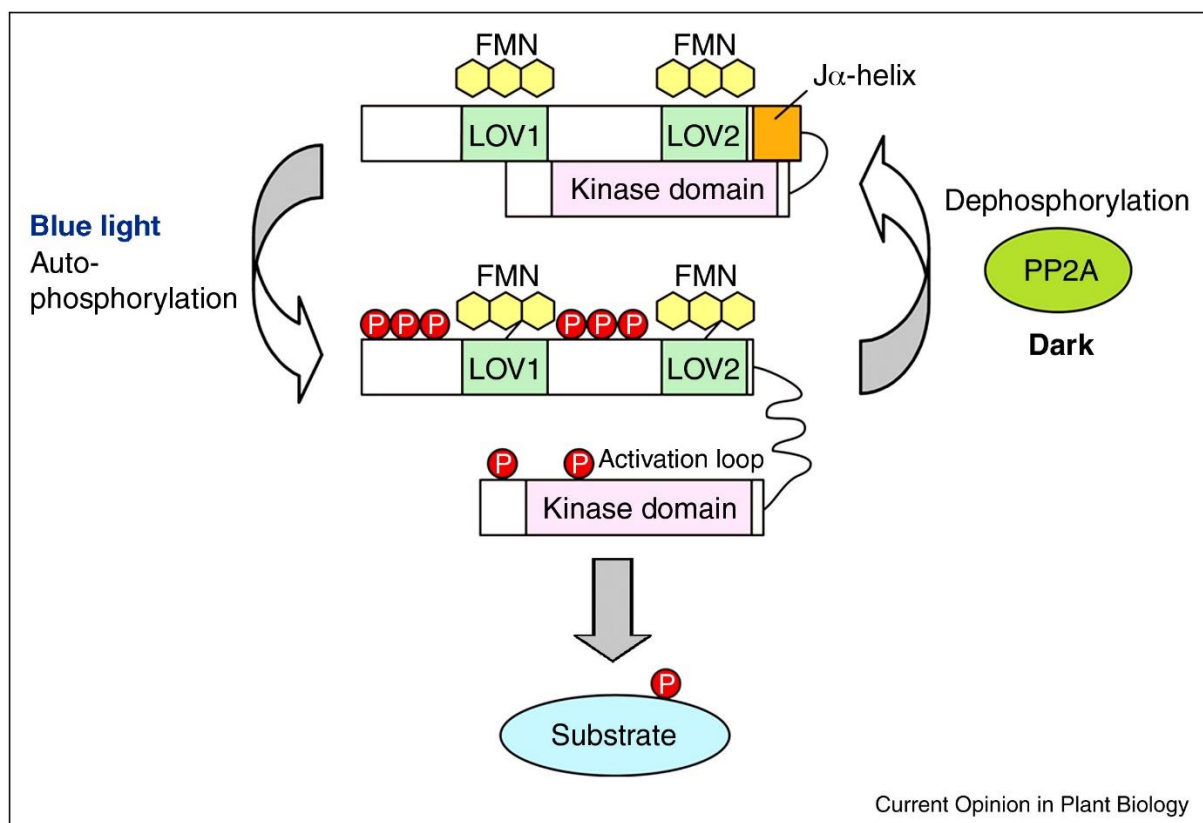 FMN
FMN
Jα-helix
LOV1
LOV2
Kinase domain
Blue light
Auto-
phosphorylation
Dephosphorylation
PP2A
Dark
FMN
FMN
P P P
P P P
LOV1
LOV2
P
P
Activation loop
Kinase domain
P
Substrate
Current Opinion in Plant Biology